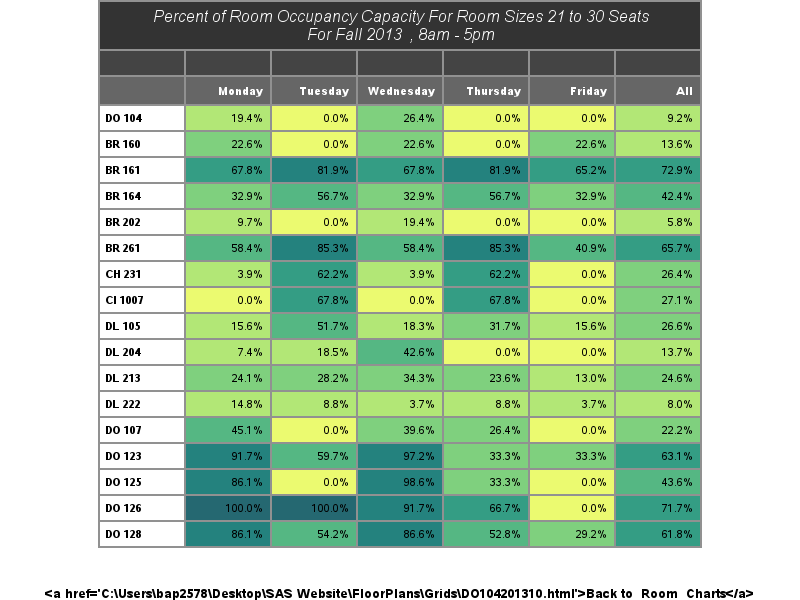 Percent of Room Occupancy Capacity For Room Sizes 21 to 30 Seats
For Fall 2013 , 8am - 5pm
Monday Tuesday Wednesday Thursday Friday All
DO 104 19.4% 0.0% 26.4% 0.0% 0.0% 9.2%
BR 160 22.6% 0.0% 22.6% 0.0% 22.6% 13.6%
BR 161 67.8% 81.9% 67.8% 81.9% 65.2% 72.9%
BR 164 32.9% 56.7% 32.9% 56.7% 32.9% 42.4%
BR 202 9.7% 0.0% 19.4% 0.0% 0.0% 5.8%
BR 261 58.4% 85.3% 58.4% 85.3% 40.9% 65.7%
CH 231 3.9% 62.2% 3.9% 62.2% 0.0% 26.4%
CI 1007 0.0% 67.8% 0.0% 67.8% 0.0% 27.1%
DL 105 15.6% 51.7% 18.3% 31.7% 15.6% 26.6%
DL 204 7.4% 18.5% 42.6% 0.0% 0.0% 13.7%
DL 213 24.1% 28.2% 34.3% 23.6% 13.0% 24.6%
DL 222 14.8% 8.8% 3.7% 8.8% 3.7% 8.0%
DO 107 45.1% 0.0% 39.6% 26.4% 0.0% 22.2%
DO 123 91.7% 59.7% 97.2% 33.3% 33.3% 63.1%
DO 125 86.1% 0.0% 98.6% 33.3% 0.0% 43.6%
DO 126 100.0% 100.0% 91.7% 66.7% 0.0% 71.7%
DO 128 86.1% 54.2% 86.6% 52.8% 29.2% 61.8%
<a href='C:\Users\bap2578\Desktop\SAS Website\FloorPlans\Grids\DO104201310.html'>Back to Room Charts</a>